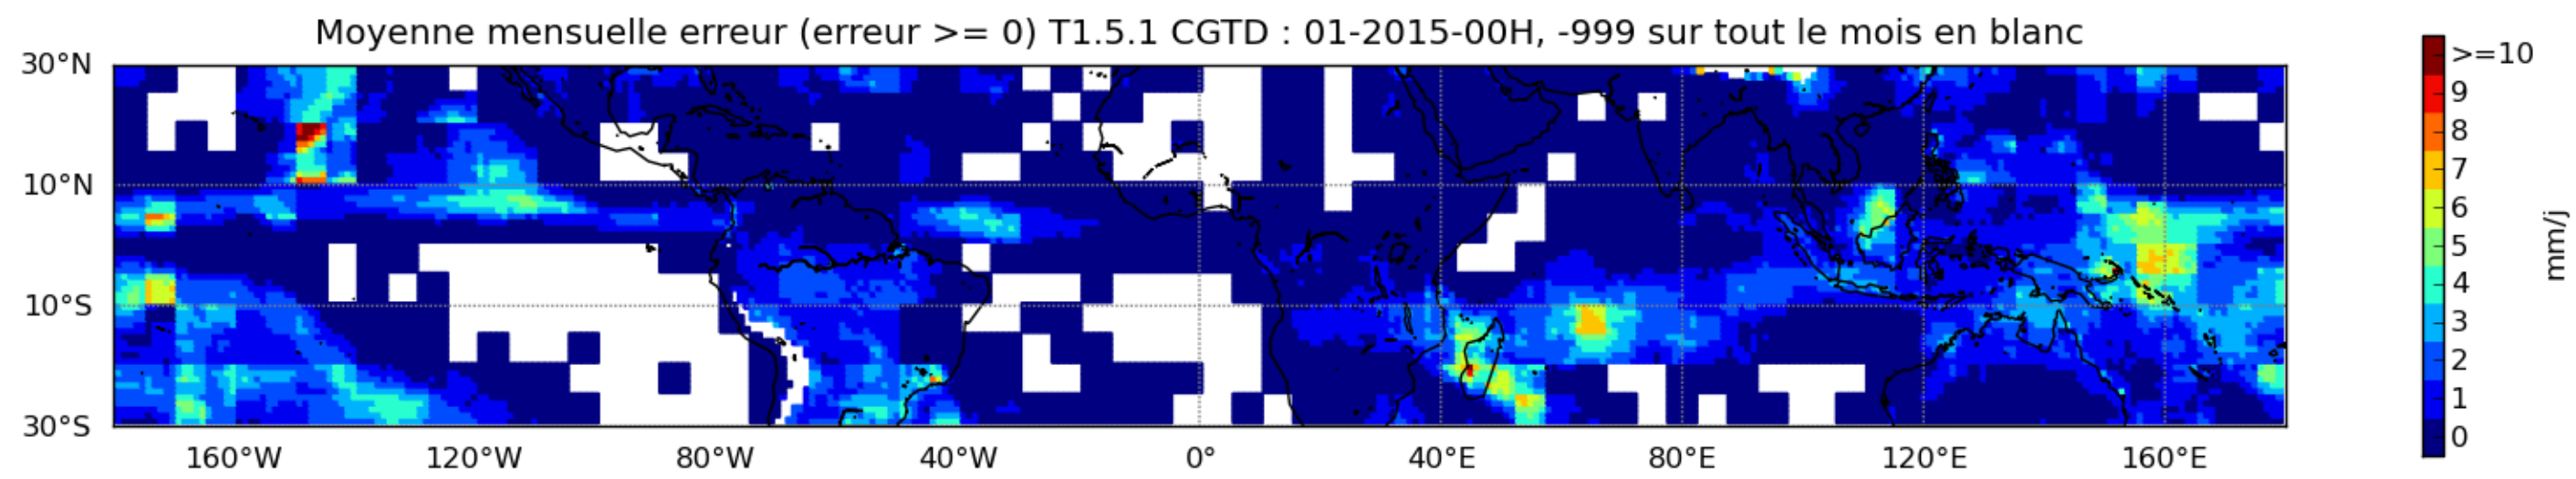 Moyenne mensuelle erreur (erreur >= 0) T1.5.1 CGTD : 01-2015-00H, -999 sur tout le mois en blanc
30°N
10°N
10°S
30°S
160°W 120°W 80°W 40°W 0° 40°E 80°E 120°E 160°E
>=10
9
8
7
6
5
4
3
2
1
0
mm/j